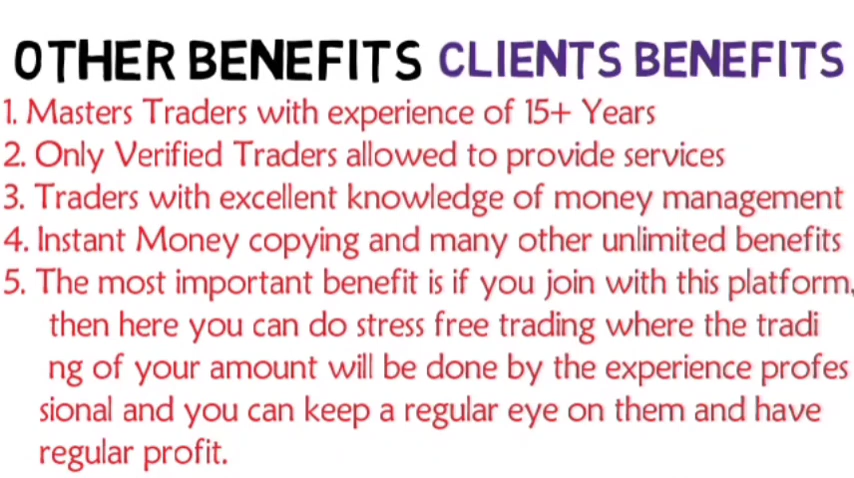 OTHER BENEFITS CLIENTS BENEFITS
1. Masters Traders with experience of 15+ Years
2. Only Verified Traders allowed to provide services
3. Traders with excellent knowledge of money management
4. Instant Money copying and many other unlimited benefits
5. The most important benefit is if you join with this platform,
then here you can do stress free trading where the tradi
ng of your amount will be done by the experience profes
sional and you can keep a regular eye on them and have
regular profit.